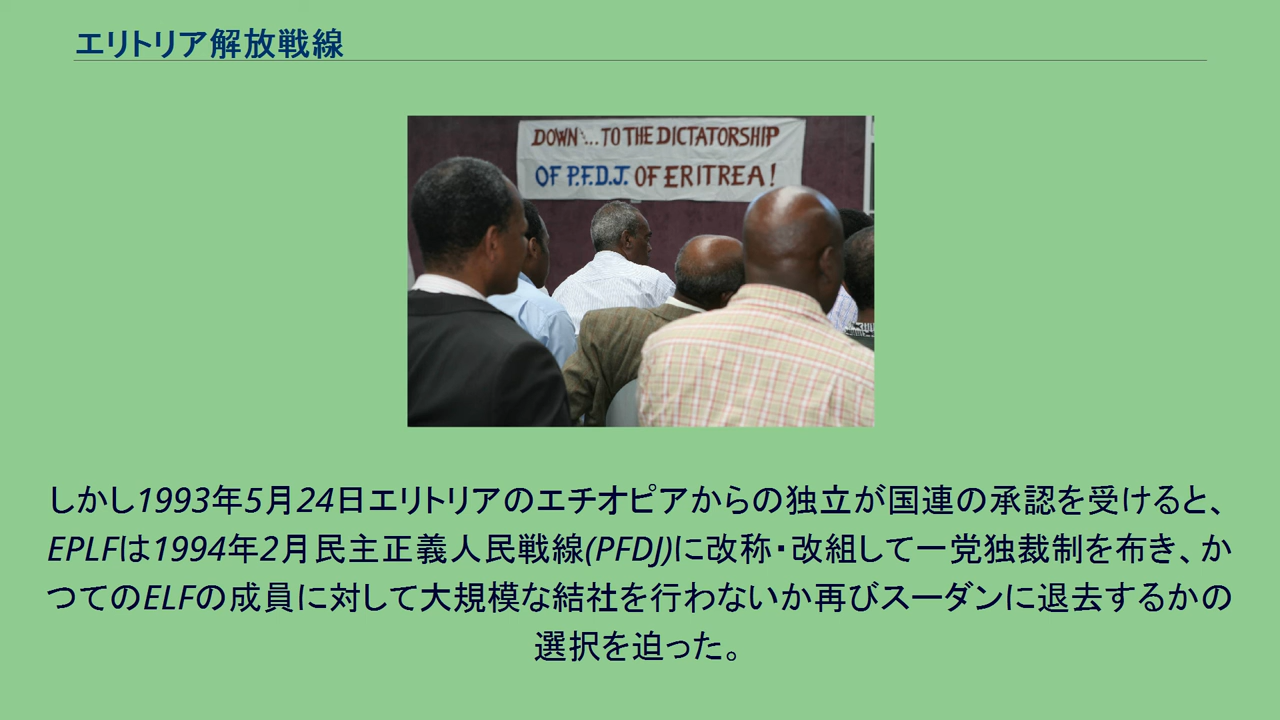 エリトリア解放戦線
DOWN ... TO THE DICTATORSHIP
OF P.F.D.J. OF ERITREA!
しかし1993年5月24日エリトリアのエチオピアからの独立が国連の承認を受けると、
EPLFは1994年2月民主正義人民戦線(PFDJ)に改称・改組して一党独裁制を布き、か
つてのELFの成員に対して大規模な結社を行わないか再びスーダンに退去するかの
選択を迫った。